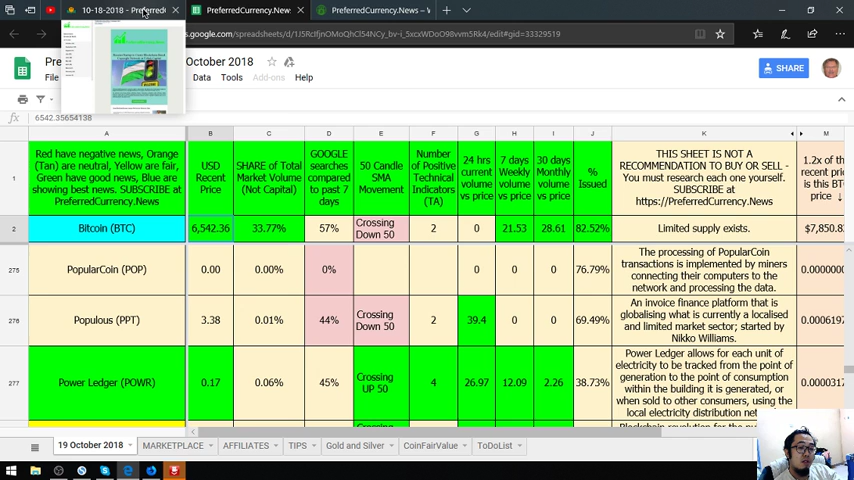 10-18-2018 - PreferredC
PreferredCurrency.News
PreferredCurrency.News – W
s.google.com/spreadsheets/d/1J5RcIfjnOMoQhCl54NCy_bv-i_5xcxWDoO98vvm5Rk4/edit#gid=33329519
Pre
October 2018
File
Data Tools Add-ons Help
SHARE
fx 6542.35654138
A B C D E F G H I J K M
1
Red have negative news, Orange (Tan) are neutral, Yellow are fair, Green have good news, Blue are showing best news. SUBSCRIBE at PreferredCurrency.News
USD Recent Price
SHARE of Total Market Volume (Not Capital)
GOOGLE searches compared to past 7 days
50 Candle SMA Movement
Number of Positive Technical Indicators (TA)
24 hrs current volume vs price
7 days Weekly volume vs price
30 days Monthly volume vs price
% Issued
THIS SHEET IS NOT A RECOMMENDATION TO BUY OR SELL - You must research each one yourself. SUBSCRIBE at https://PreferredCurrency.News
1.2x of the recent price is this BTC price ↓
2 Bitcoin (BTC) 6,542.36 33.77% 57% Crossing Down 50 2 0 21.53 28.61 82.52% Limited supply exists. $7,850.8
275 PopularCoin (POP) 0.00 0.00% 0% 0 0 0 76.79% The processing of PopularCoin transactions is implemented by miners connecting their computers to the network and processing the data. 0.0000000
276 Populous (PPT) 3.38 0.01% 44% Crossing Down 50 2 39.4 0 0 69.49% An invoice finance platform that is globalising what is currently a localised and limited market sector; started by Nikko Williams. 0.0006197
277 Power Ledger (POWR) 0.17 0.06% 45% Crossing UP 50 4 26.97 12.09 2.26 38.73% Power Ledger allows for each unit of electricity to be tracked from the point of generation to the point of consumption within the building it is generated, or when sold to other consumers, using the local electricity distribution 0.0000317
19 October 2018 MARKETPLACE AFFILIATES TIPS Gold and Silver CoinFairValue ToDoList